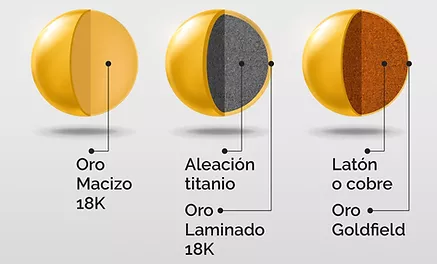 Oro
Macizo
18K
Aleación
titanio
Oro
Laminado
18K
Latón
o cobre
Oro
Goldfield